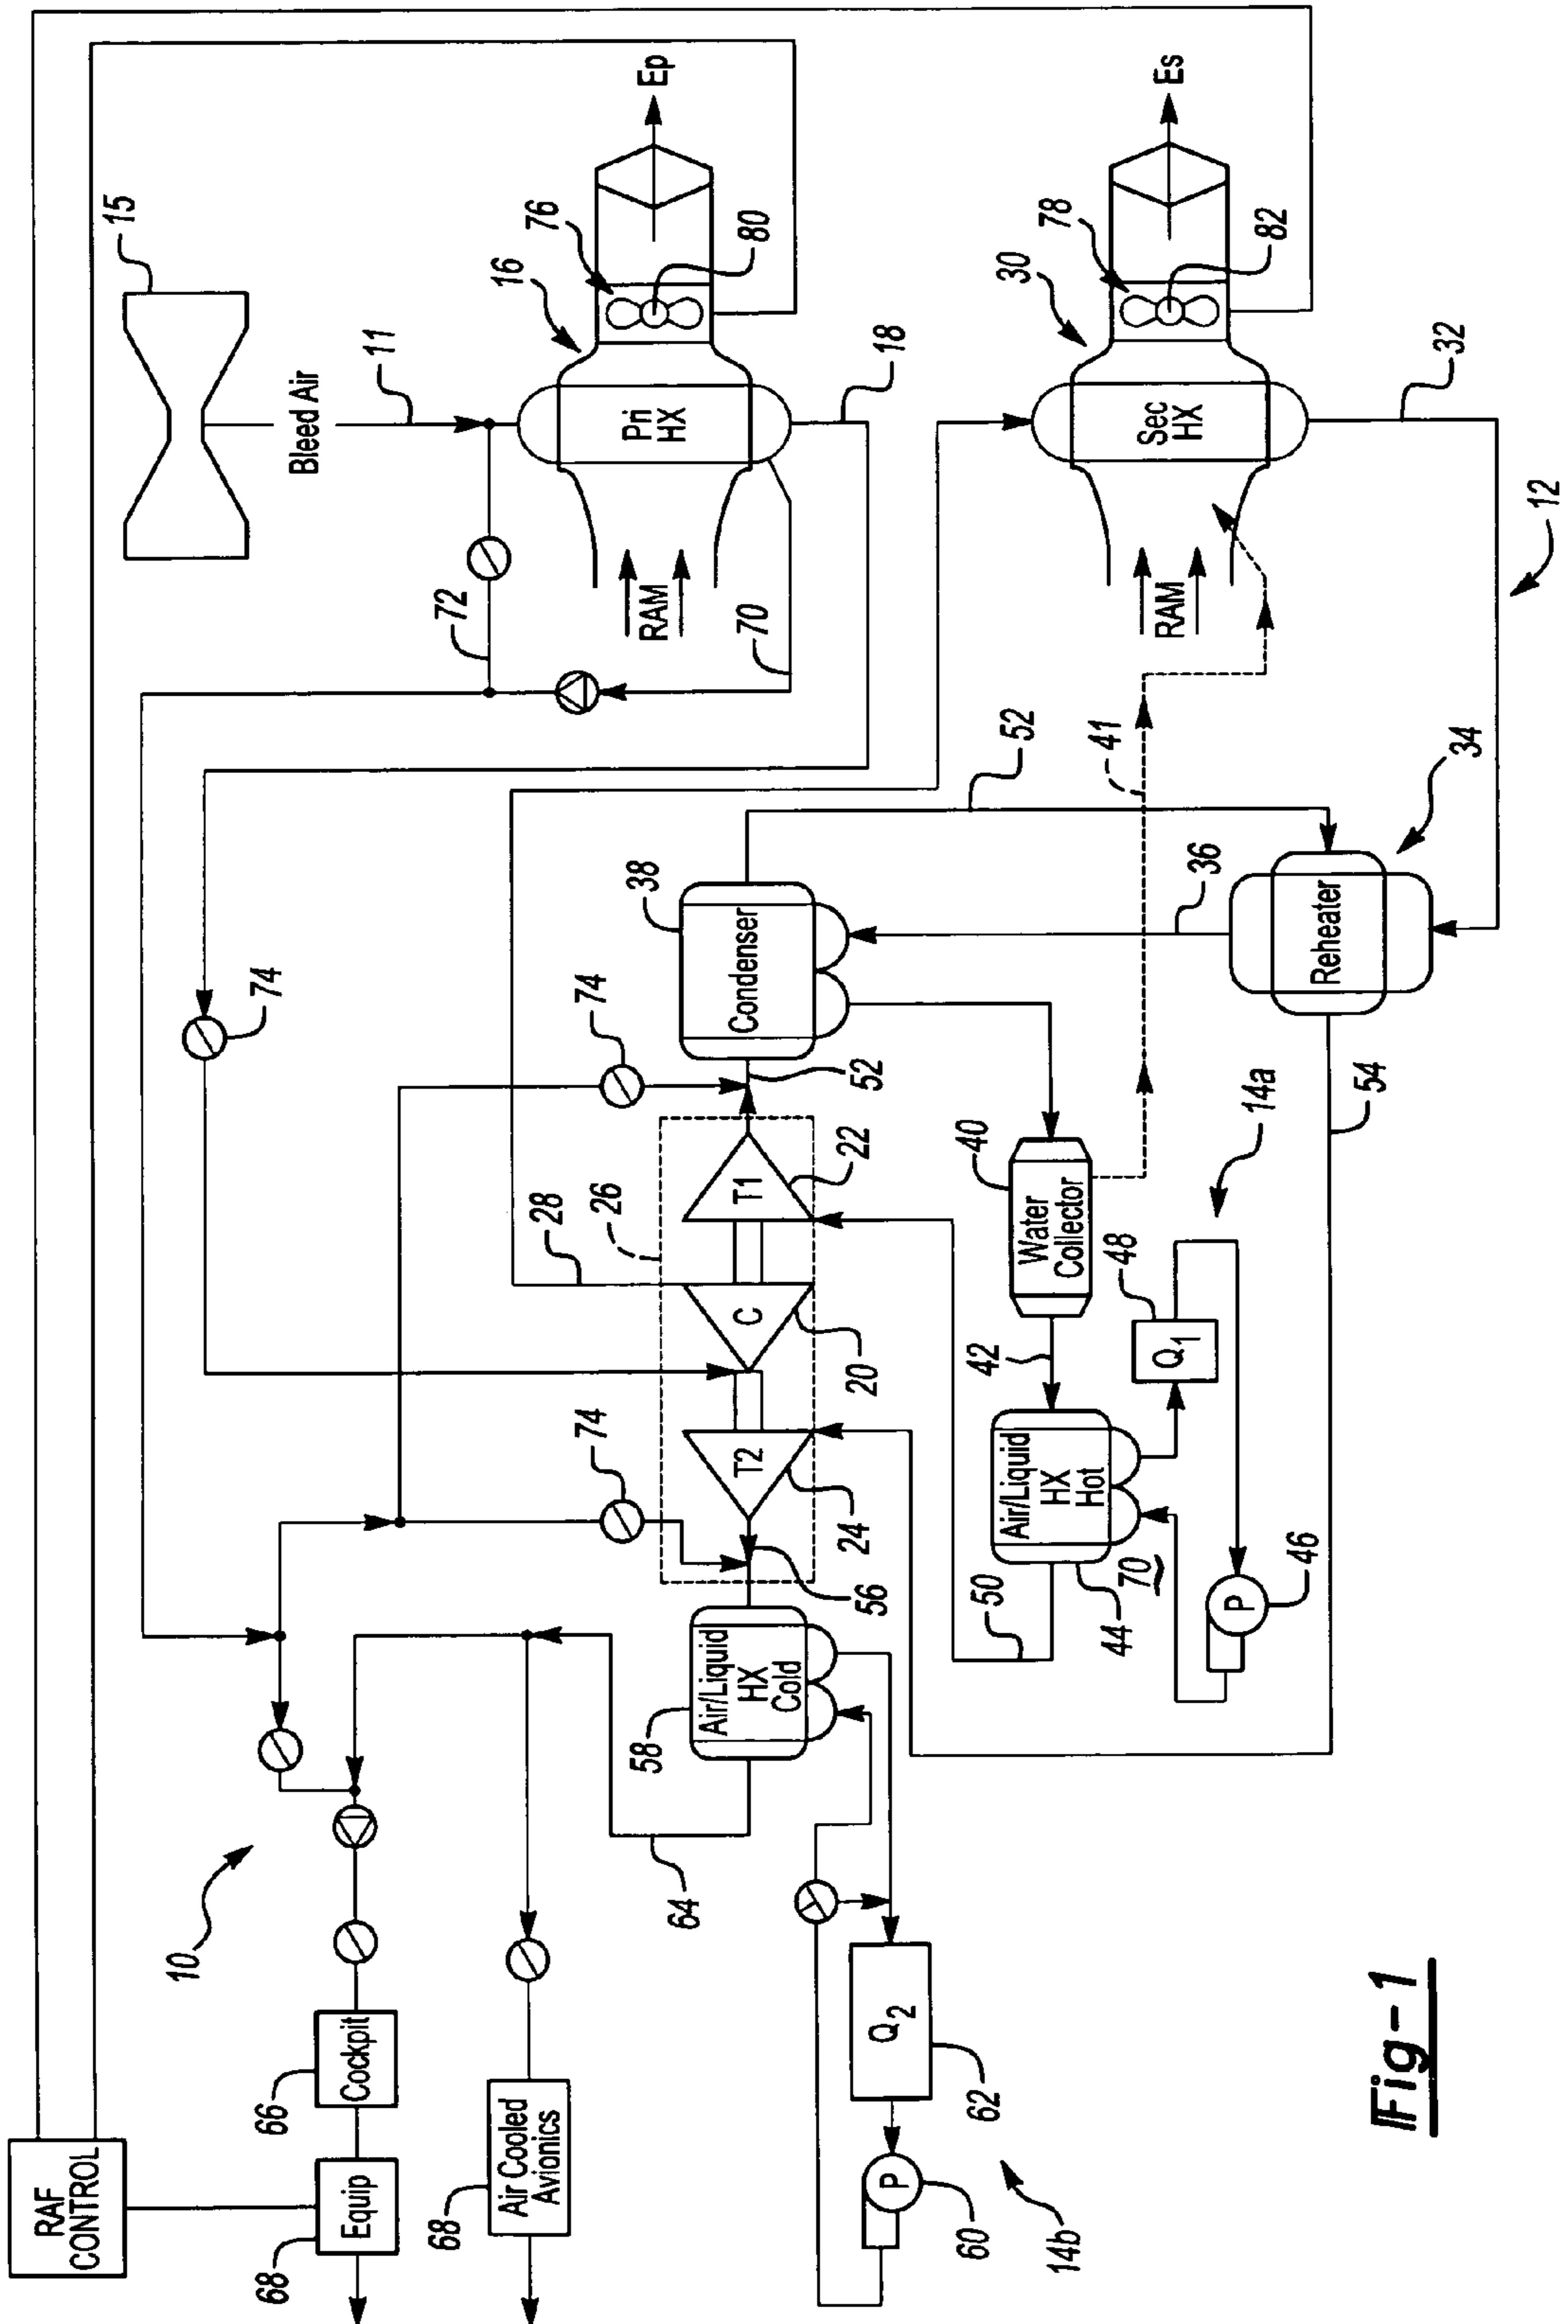 RAF
CONTROL
15
10
68
Equip
66
Cockpit
74
Bleed Air
11
68
Air Cooled
Avionics
72
16
76
Ep
74
28
26
74
38
RAM
Pri
HX
64
58
Air/Liquid
HX
Cold
T2
C
T1
52
Condenser
70
80
18
62
Q2
56
24
20
22
60
P
14b
50
42
40
52
Water
Collector
41
30
78
Es
44
70
Air/Liquid
HX
Hot
48
Q1
RAM
Sec
HX
46
P
14a
36
82
54
Reheater
34
32
12
Fig-1